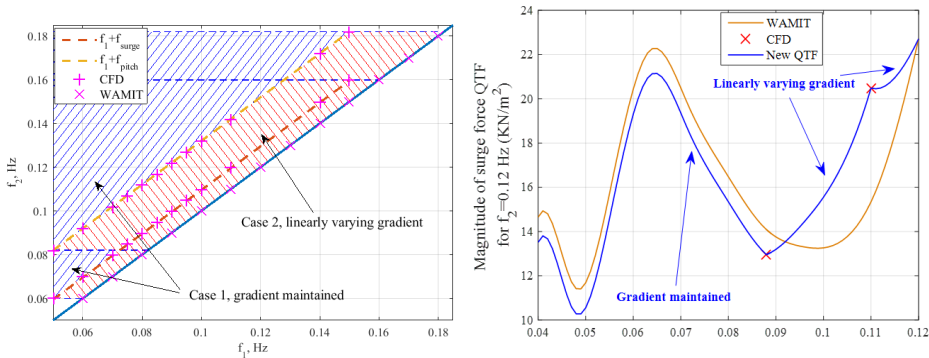 f₁+f_surge
f₁+f_pitch
CFD
WAMIT
0.18
0.16
0.14
0.12
0.1
0.08
0.06
f₂, Hz
Case 2, linearly varying gradient
Case 1, gradient maintained
0.06
0.08
0.1
0.12
0.14
0.16
0.18
f₁, Hz
24
22
20
18
16
14
12
10
Magnitude of surge force QTF
for f₂=0.12 Hz (KN/m²)
WAMIT
CFD
New QTF
Linearly varying gradient
Gradient maintained
0.04
0.05
0.06
0.07
0.08
0.09
0.1
0.11
0.12